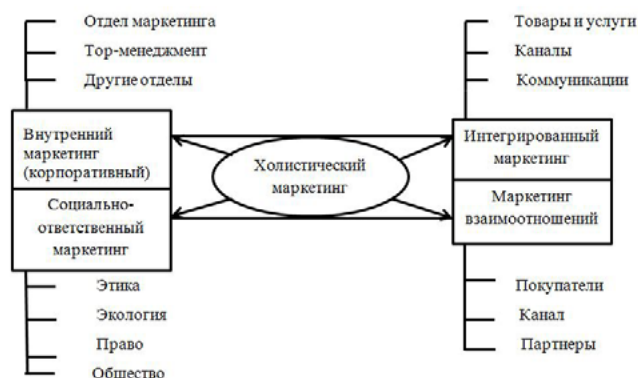 Отдел маркетинга
Тор-менеджмент
Другие отделы
Товары и услуги
Каналы
Коммуникации
Внутренний
маркетинг
(корпоративный)
Социально-
ответственный
маркетинг
Холистический
маркетинг
Интегрированный
маркетинг
Маркетинг
взаимоотношений
Этика
Экология
Право
Общество
Покупатели
Канал
Партнеры